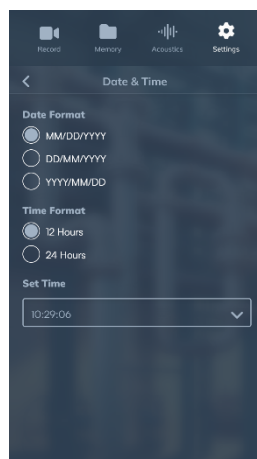 Record Memory Acoustics Settings
Date & Time
Date Format
MM/DD/YYYY
DD/MM/YYYY
YYYY/MM/DD
Time Format
12 Hours
24 Hours
Set Time
10:29:06